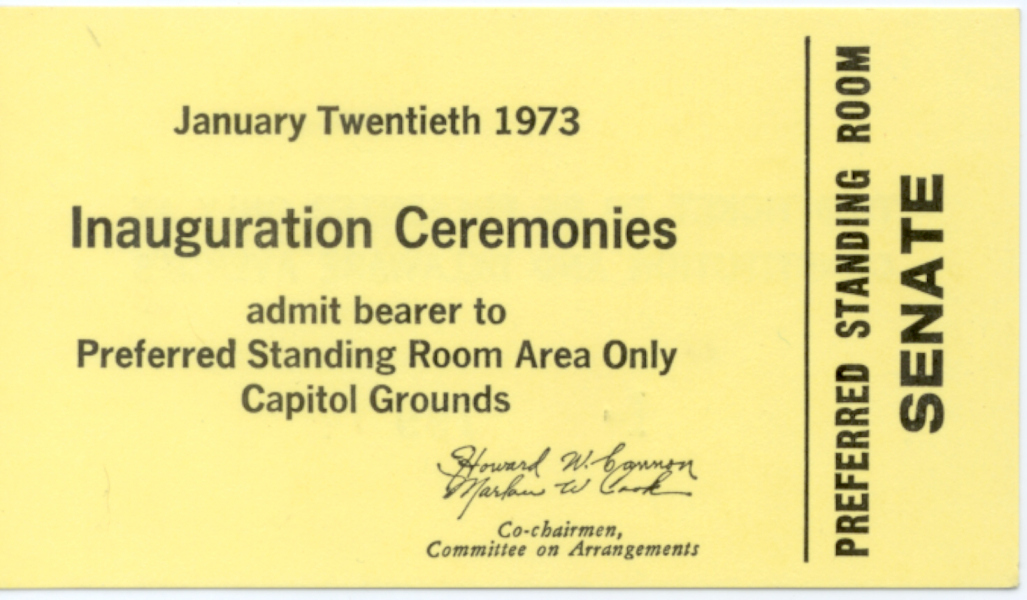 January Twentieth 1973
Inauguration Ceremonies
admit bearer to
Preferred Standing Room Area Only
Capitol Grounds
Howard W. Cannon
Marlow W Cook
Co-chairmen,
Committee on Arrangements
PREFERRED STANDING ROOM
SENATE